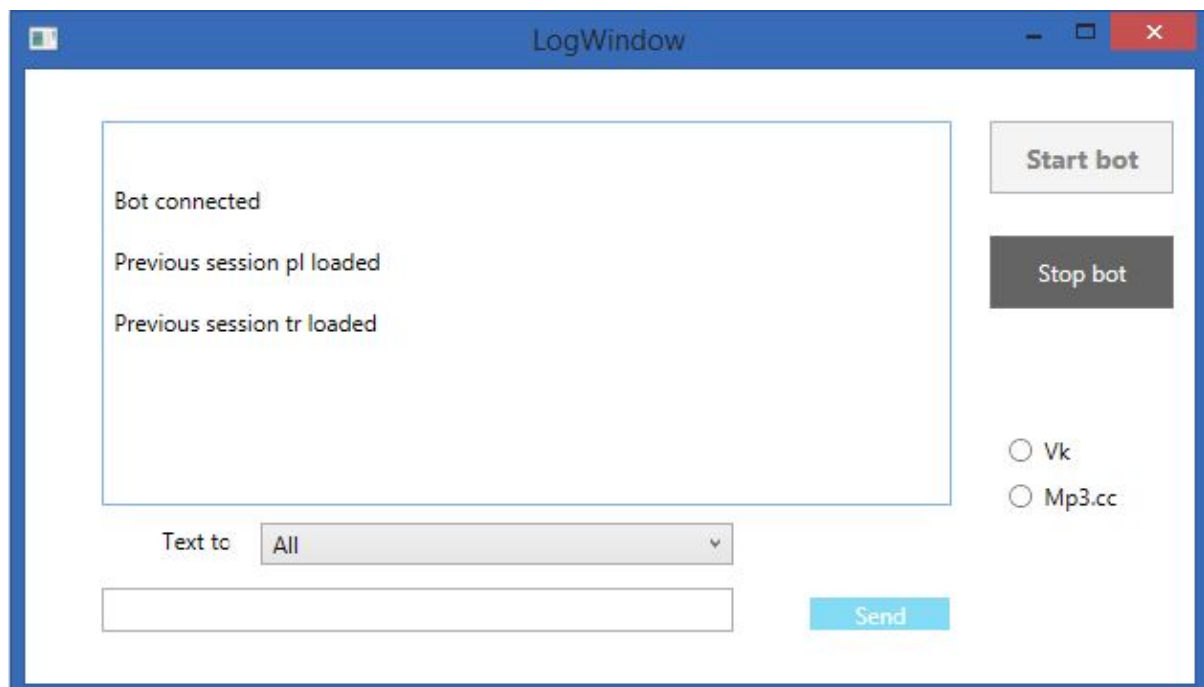 LogWindow
Start bot
Bot connected
Stop bot
Previous session pl loaded
Previous session tr loaded
Vk
Mp3.cc
Text to
All
Send